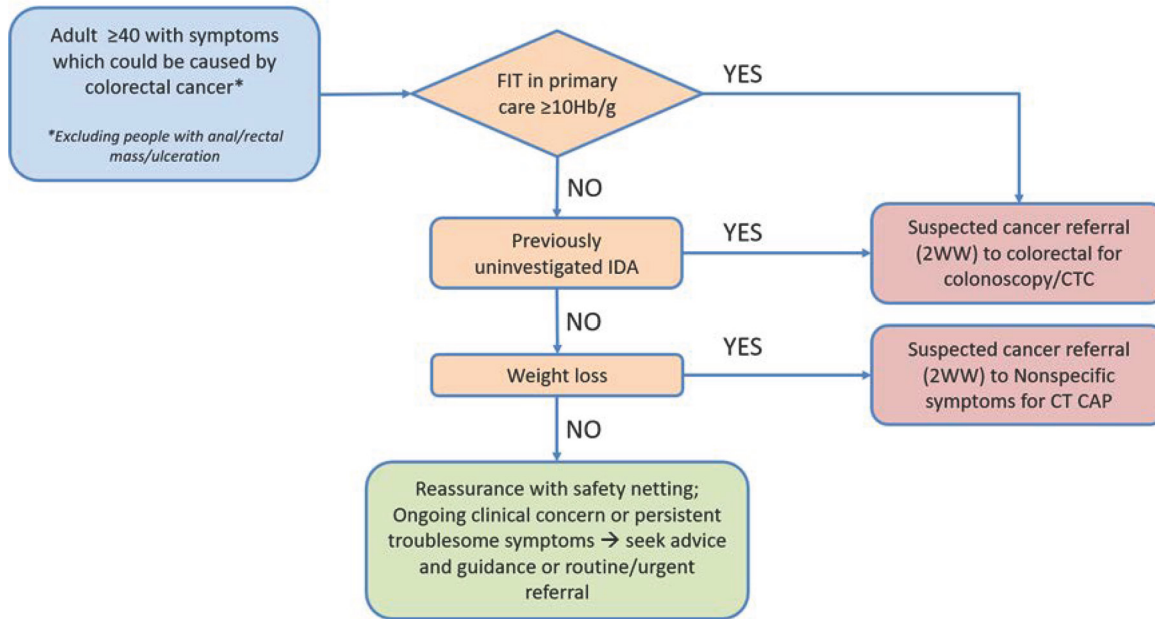 Adult ≥40 with symptoms
which could be caused by
colorectal cancer*
*Excluding people with anal/rectal
mass/ulceration
FIT in primary
care ≥10Hb/g
YES
NO
Previously
uninvestigated IDA
YES
Suspected cancer referral
(2WW) to colorectal for
colonoscopy/CTC
NO
Weight loss
YES
Suspected cancer referral
(2WW) to Nonspecific
symptoms for CT CAP
NO
Reassurance with safety netting;
Ongoing clinical concern or persistent
troublesome symptoms → seek advice
and guidance or routine/urgent
referral